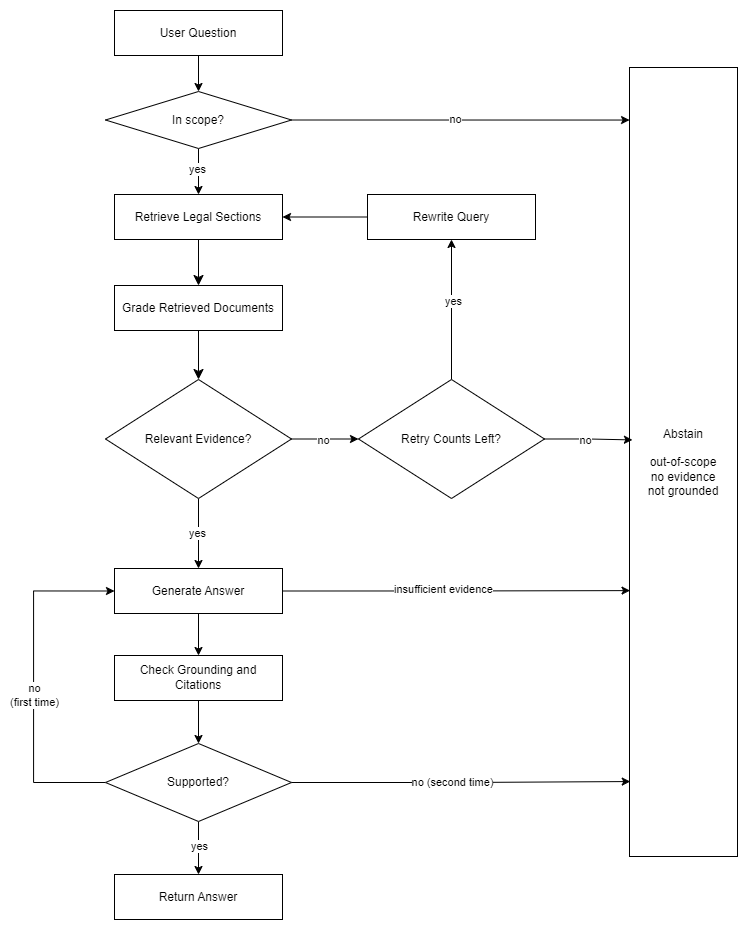 User Question
In scope?
no
yes
Retrieve Legal Sections
Rewrite Query
Grade Retrieved Documents
yes
Relevant Evidence?
no
Retry Counts Left?
no
Abstain
out-of-scope
no evidence
not grounded
yes
Generate Answer
insufficient evidence
Check Grounding and
Citations
no
(first time)
Supported?
no (second time)
yes
Return Answer